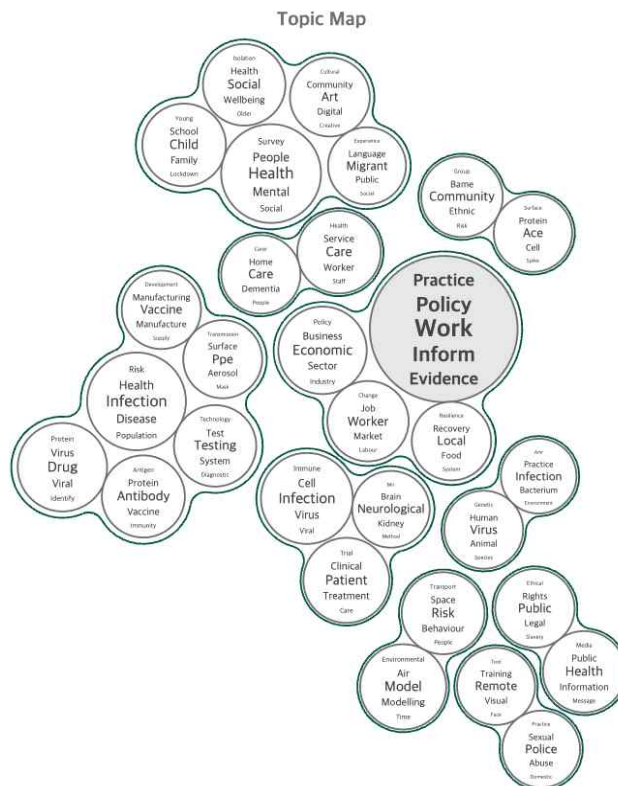 Topic Map
Isolation
Health
Social
Wellbeing
Older
Cultural
Community
Art
Digital
Creative
Young
School
Child
Family
Lockdown
Survey
People
Health
Mental
Social
Experience
Language
Migrant
Public
Social
Group
Bame
Community
Ethnic
Risk
Surface
Protein
Ace
Cell
Spike
Carer
Home
Care
Dementia
People
Health
Service
Care
Worker
Staff
Practice
Policy
Work
Inform
Evidence
Policy
Business
Economic
Sector
Industry
Change
Job
Worker
Market
Labour
Resilience
Recovery
Local
Food
System
Development
Manufacturing
Vaccine
Manufacture
Supply
Transmission
Surface
Ppe
Aerosol
Mask
Risk
Health
Infection
Disease
Population
Technology
Test
Testing
System
Diagnostic
Protein
Virus
Drug
Viral
Identify
Antigen
Protein
Antibody
Vaccine
Immunity
Immune
Cell
Infection
Virus
Viral
Brain
Neurological
Kidney
Method
Trial
Clinical
Patient
Treatment
Care
Practice
Infection
Bacterium
Environment
Genetic
Human
Virus
Animal
Species
Transport
Space
Risk
Behaviour
People
Ethical
Rights
Public
Legal
Slavery
Environmental
Air
Model
Modelling
Time
Training
Remote
Visual
Face
Media
Public
Health
Information
Message
Practice
Sexual
Police
Abuse
Domestic